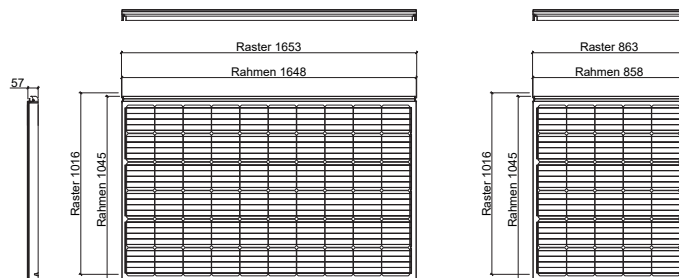 Raster 1653
Rahmen 1648
57
Raster 1016
Rahmen 1045
Raster 863
Rahmen 858
Raster 1016
Rahmen 1045